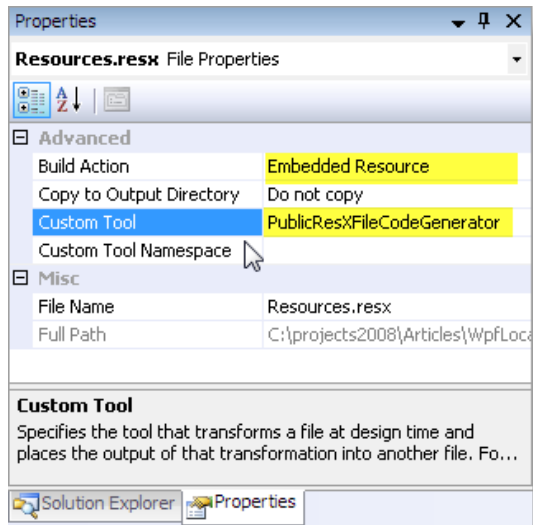 Properties
Resources.resx File Properties
Advanced
Build Action Embedded Resource
Copy to Output Directory Do not copy
Custom Tool PublicResXFileCodeGenerator
Custom Tool Namespace
Misc
File Name Resources.resx
Full Path C:\projects2008\Articles\WpfLoca
Custom Tool
Specifies the tool that transforms a file at design time and
places the output of that transformation into another file. Fo...
Solution Explorer Properties